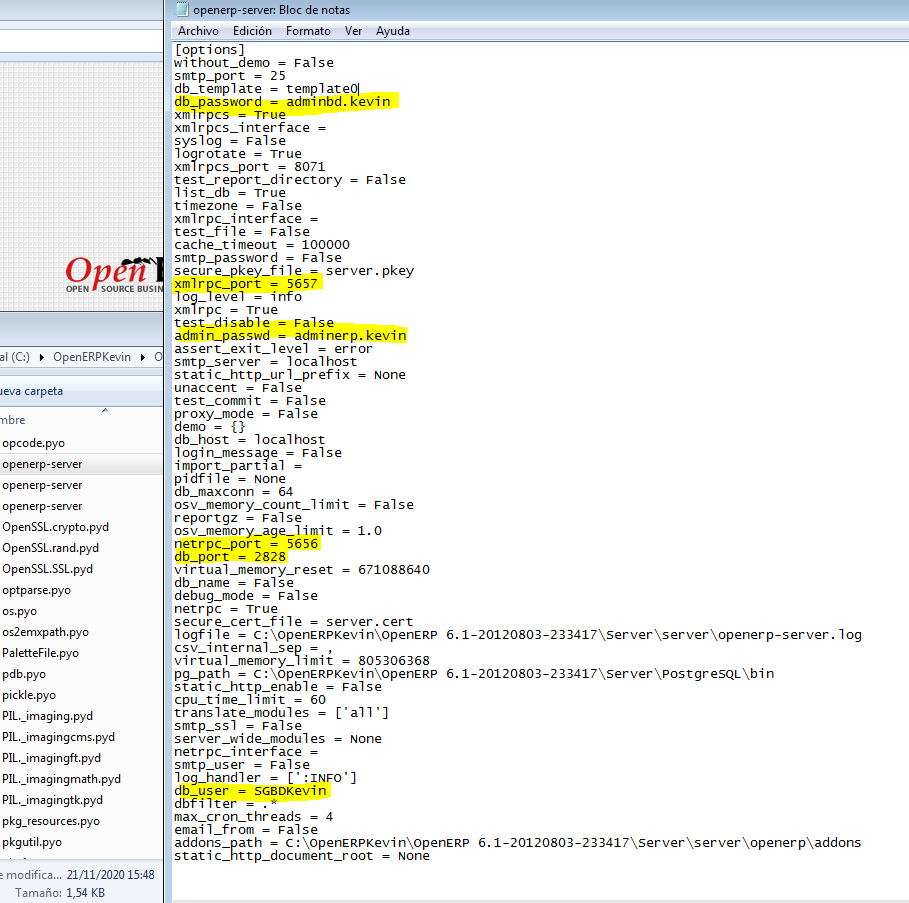 openerp-server: Bloc de notas
Archivo Edición Formato Ver Ayuda
[options]
without_demo = False
smtp_port = 25
db_template = template0
db_password = adminbd.kevin
xmlrpcs = True
xmlrpcs_interface =
syslog = False
logrotate = True
xmlrpcs_port = 8071
test_report_directory = False
list_db = True
timezone = False
xmlrpc_interface =
test_file = False
cache_timeout = 100000
smtp_password = False
secure_pkey_file = server.pkey
xmlrpc_port = 5657
log_level = info
xmlrpc = True
test_disable = False
admin_passwd = adminerp.kevin
assert_exit_level = error
smtp_server = localhost
static_http_url_prefix = None
unaccent = False
test_commit = False
proxy_mode = False
demo = {}
db_host = localhost
login_message = False
import_partial =
pidfile = None
db_maxconn = 64
osv_memory_count_limit = False
reportgz = False
osv_memory_age_limit = 1.0
netrpc_port = 5656
db_port = 2828
virtual_memory_reset = 671088640
db_name = False
debug_mode = False
netrpc = True
secure_cert_file = server.cert
logfile = C:\OpenERPKevin\OpenERP 6.1-20120803-233417\Server\server\openerp-server.log
csv_internal_sep = ,
virtual_memory_limit = 805306368
pg_path = C:\OpenERPKevin\OpenERP 6.1-20120803-233417\Server\PostgreSQL\bin
static_http_enable = False
cpu_time_limit = 60
translate_modules = ['all']
smtp_ssl = False
server_wide_modules = None
netrpc_interface =
smtp_user = False
log_handler = [':INFO']
db_user = SGBDKevin
dbfilter = .*
max_cron_threads = 4
email_from = False
addons_path = C:\OpenERPKevin\OpenERP 6.1-20120803-233417\Server\server\openerp\addons
static_http_document_root = None
Open
OPEN SOURCE BUSIN
al (C:) ▸ OpenERPKevin ▸ O
ueva carpeta
mbre
opcode.pyo
openerp-server
openerp-server
openerp-server
OpenSSL.crypto.pyd
OpenSSL.rand.pyd
OpenSSL.SSL.pyd
optparse.pyo
os.pyo
os2emxpath.pyo
PaletteFile.pyo
pdb.pyo
pickle.pyo
PIL._imaging.pyd
PIL._imagingcms.pyd
PIL._imagingft.pyd
PIL._imagingmath.pyd
PIL._imagingtk.pyd
pkg_resources.pyo
pkgutil.pyo
e modifica... 21/11/2020 15:48
Tamaño: 1,54 KB